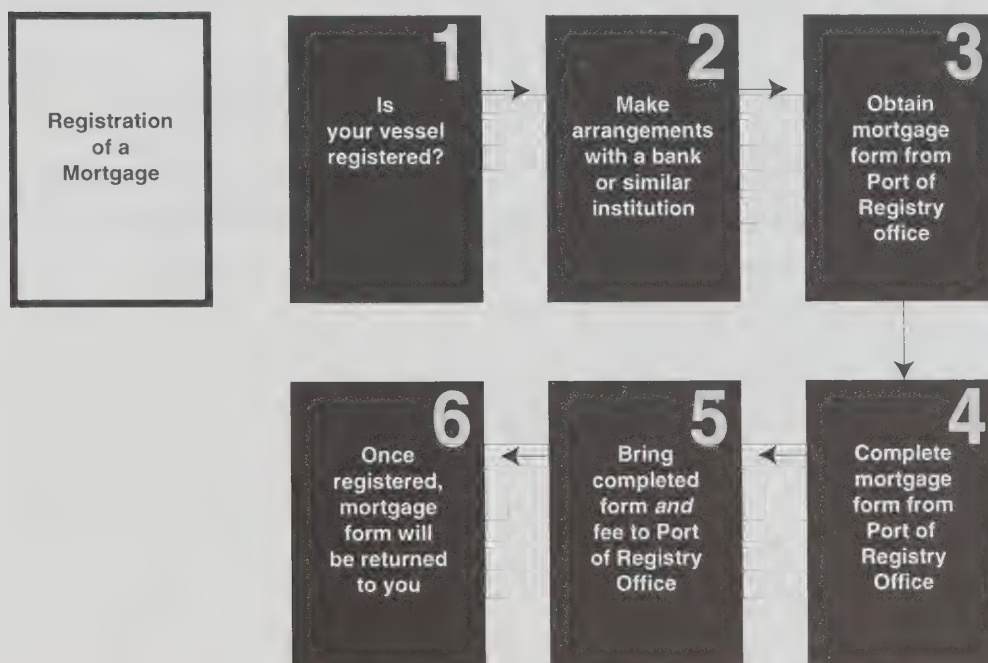 Registration
of a
Mortgage
1
Is
your vessel
registered?
2
Make
arrangements
with a bank
or similar
institution
3
Obtain
mortgage
form from
Port of
Registry
office
4
Complete
mortgage
form from
Port of
Registry
Office
5
Bring
completed
form and
fee to Port
of Registry
Office
6
Once
registered,
mortgage
form will
be returned
to you